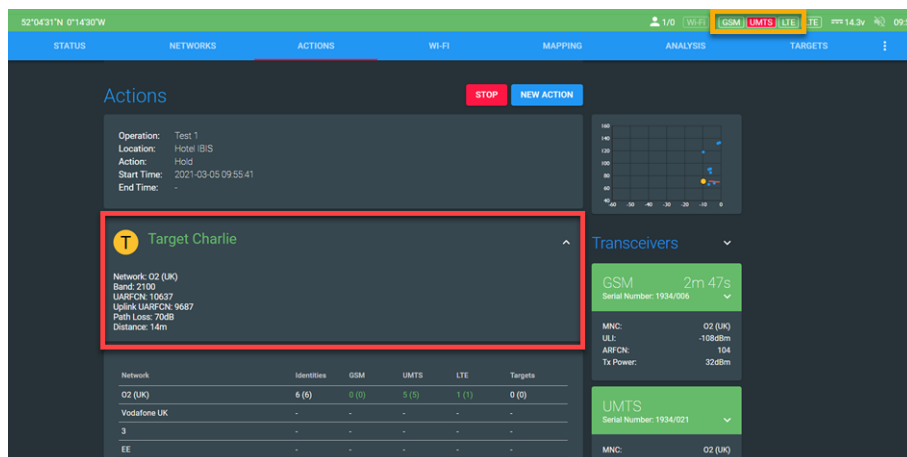 52°04'31"N 0°14'30"W
1/0 Wi-Fi GSM UMTS LTE LTE 14.3v 09:5
STATUS NETWORKS ACTIONS WI-FI MAPPING ANALYSIS TARGETS
Actions
STOP NEW ACTION
Operation: Test 1
Location: Hotel IBIS
Action: Hold
Start Time: 2021-03-05 09:55:41
End Time: -
160
140
120
100
80
60
40
-60 -50 -40 -30 -20 -10 0
T Target Charlie
Network: O2 (UK)
Band: 2100
UARFCN: 10637
Uplink UARFCN: 9687
Path Loss: 70dB
Distance: 14m
Transceivers
GSM 2m 47s
Serial Number: 1934/006
MNC: O2 (UK)
ULI: -108dBm
ARFCN: 104
Tx Power: 32dBm
Network Identities GSM UMTS LTE Targets
O2 (UK) 6 (6) 0 (0) 5 (5) 1 (1) 0 (0)
Vodafone UK - - - - -
3 - - - - -
EE - - - - -
UMTS
Serial Number: 1934/021
MNC: O2 (UK)